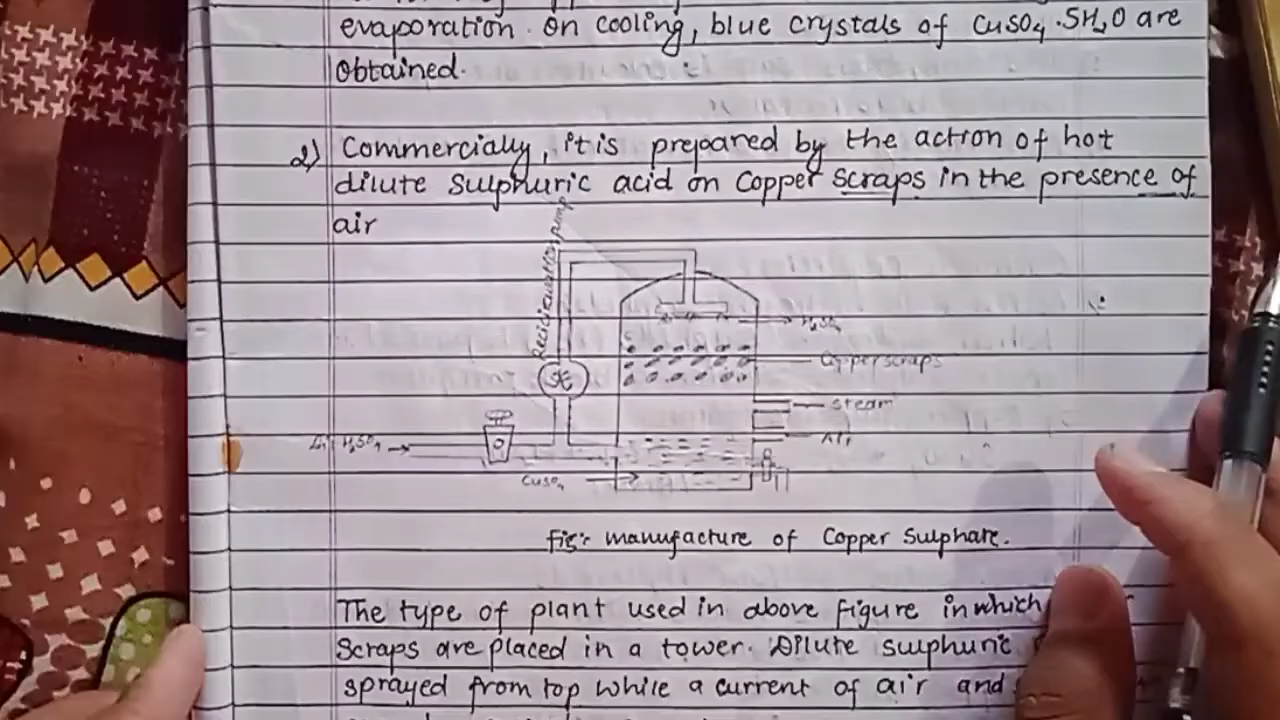 evaporation. On cooling, blue crystals of CuSO₄.5H₂O are
obtained.
2) Commercially, it is prepared by the action of hot
dilute Sulphuric acid on Copper scraps in the presence of
air
H₂SO₄
Copper scraps
steam
Air
H₂SO₄
CuSO₄
Fig:- manufacture of Copper Sulphate.
The type of plant used in above figure in which
Scraps are placed in a tower. Dilute sulphuric
sprayed from top while a current of air and